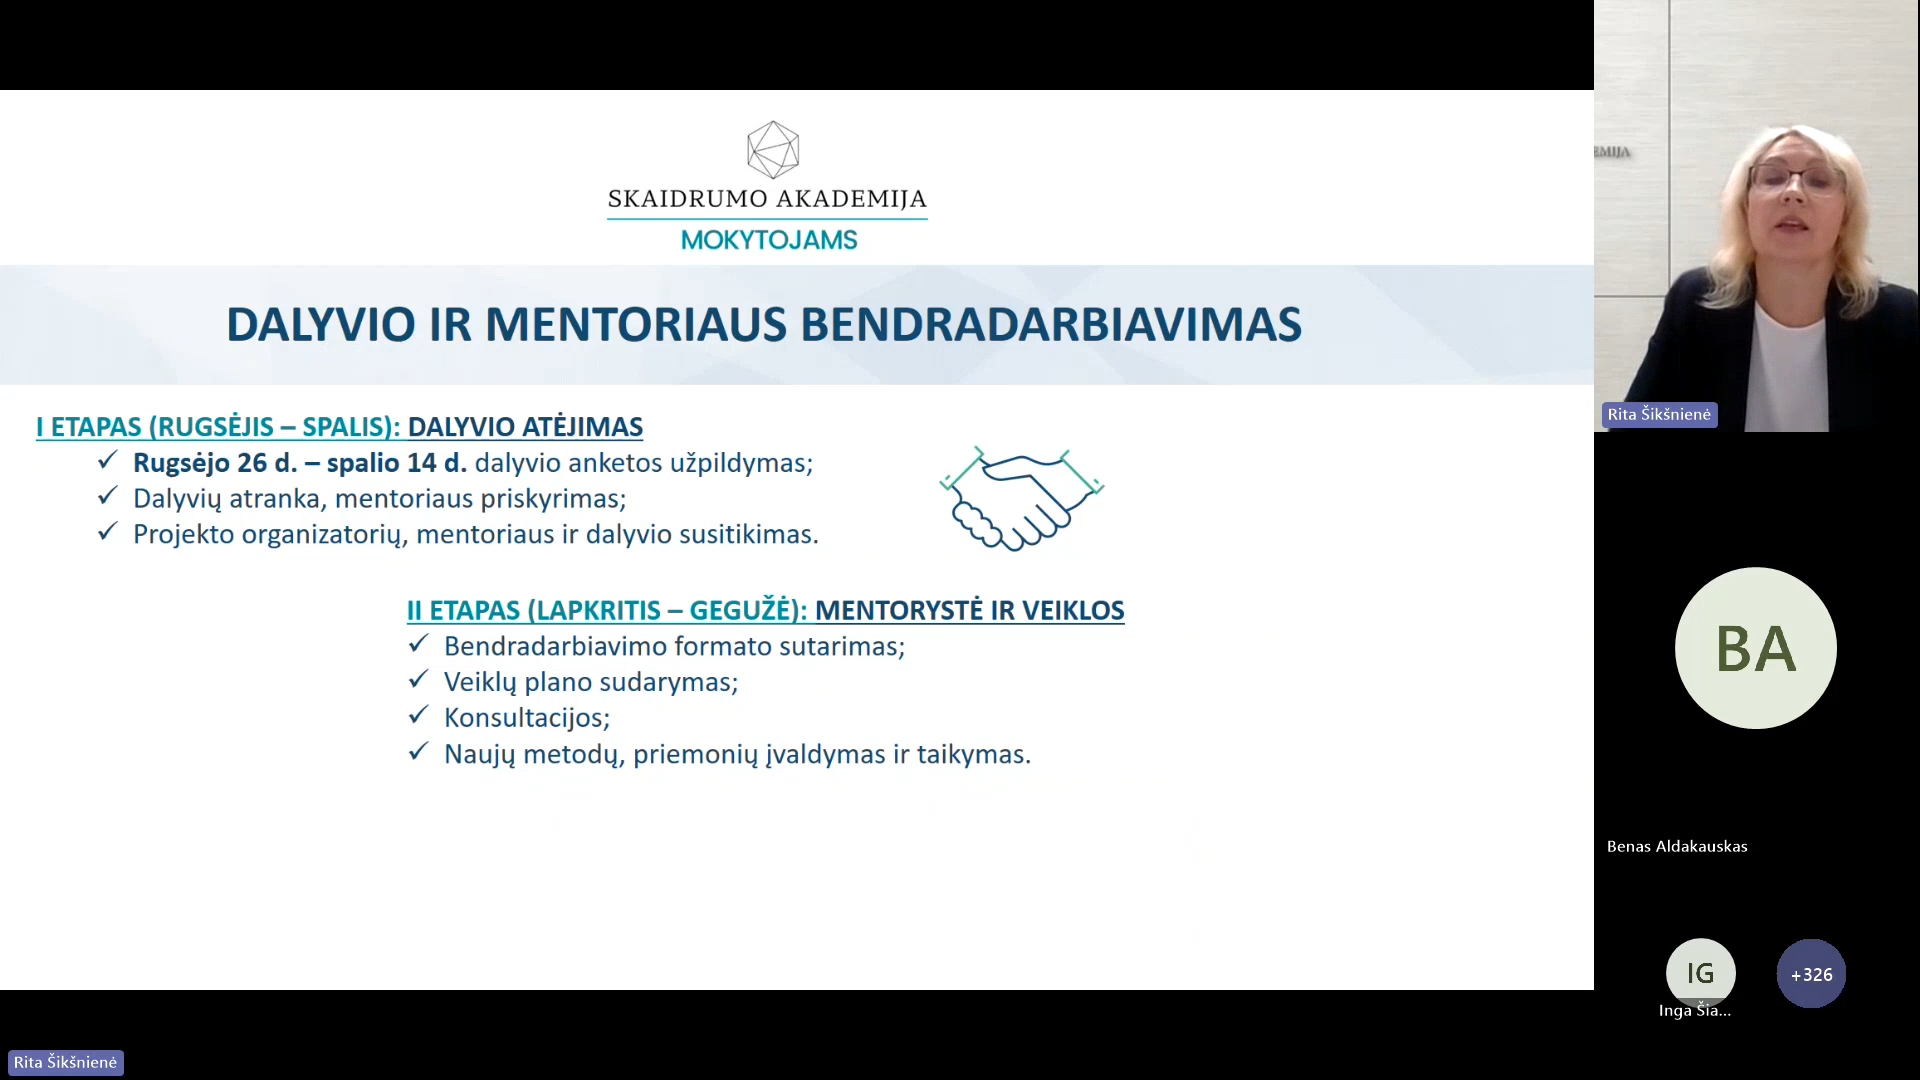 SKAIDRUMO AKADEMIJA
MOKYTOJAMS
DALYVIO IR MENTORIAUS BENDRADARBIAVIMAS
I ETAPAS (RUGSĖJIS – SPALIS): DALYVIO ATĖJIMAS
✓ Rugsėjo 26 d. – spalio 14 d. dalyvio anketos užpildymas;
✓ Dalyvių atranka, mentoriaus priskyrimas;
✓ Projekto organizatorių, mentoriaus ir dalyvio susitikimas.
II ETAPAS (LAPKRITIS – GEGUŽĖ): MENTORYSTĖ IR VEIKLOS
✓ Bendradarbiavimo formato sutarimas;
✓ Veiklų plano sudarymas;
✓ Konsultacijos;
✓ Naujų metodų, priemonių įvaldymas ir taikymas.
EMIJA
Rita Šikšnienė
BA
Benas Aldakauskas
IG
Inga Šia...
+326
Rita Šikšnienė